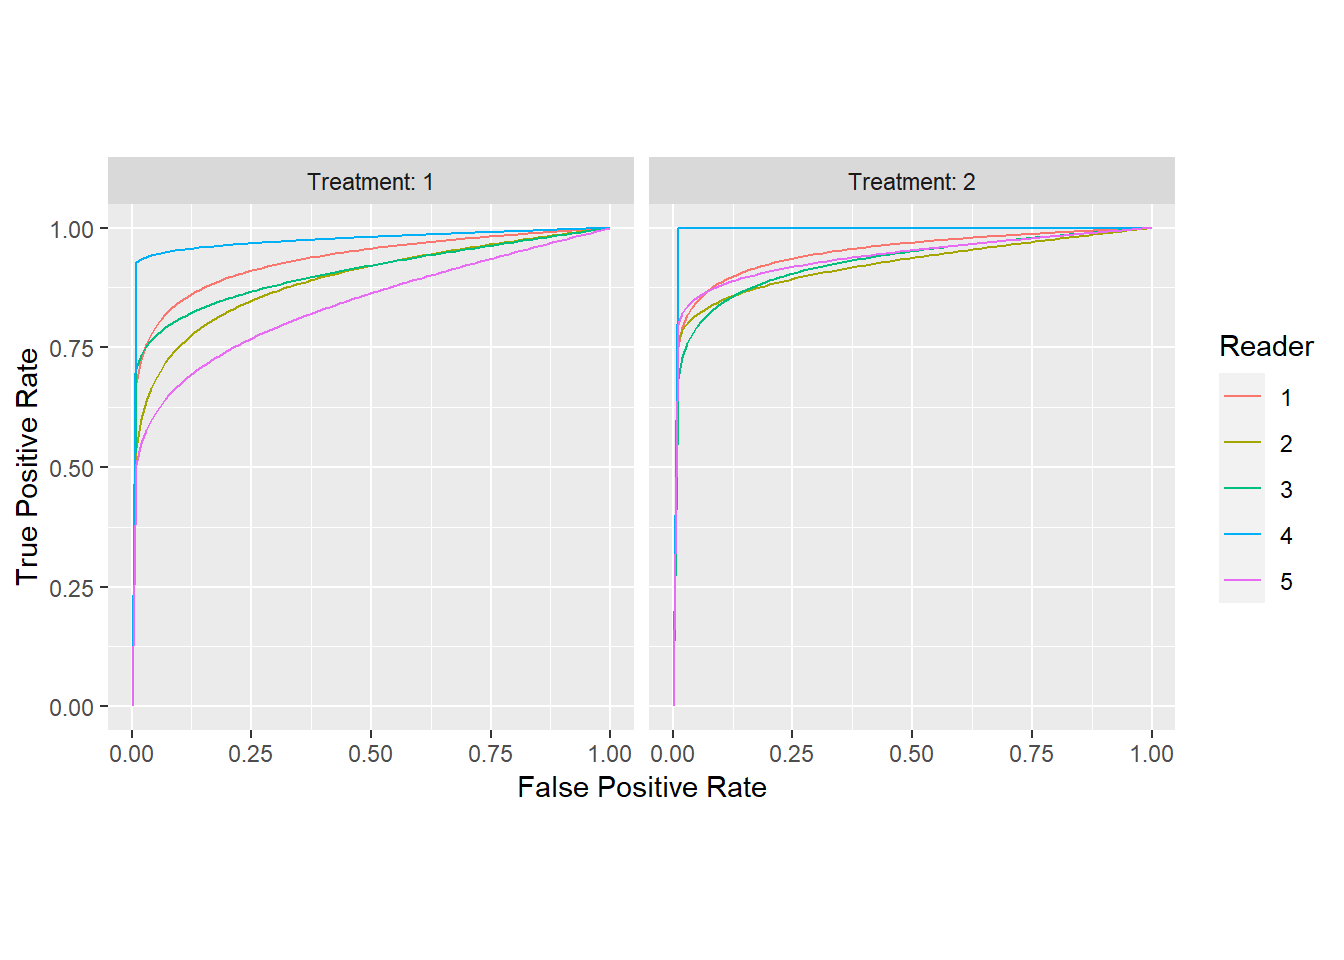 Treatment: 1
Treatment: 2
True Positive Rate
1.00
0.75
0.50
0.25
0.00
0.00 0.25 0.50 0.75 1.00
0.00 0.25 0.50 0.75 1.00
False Positive Rate
Reader
1
2
3
4
5